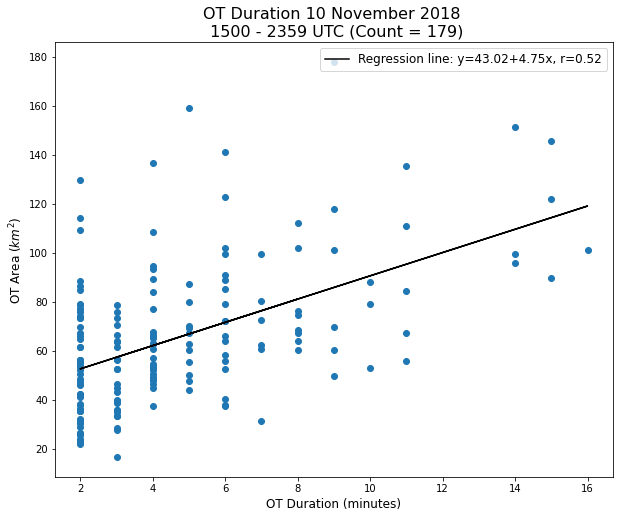 OT Duration 10 November 2018
1500 - 2359 UTC (Count = 179)
Regression line: y=43.02+4.75x, r=0.52
180
160
140
120
100
80
60
40
20
OT Area (km²)
2 4 6 8 10 12 14 16
OT Duration (minutes)